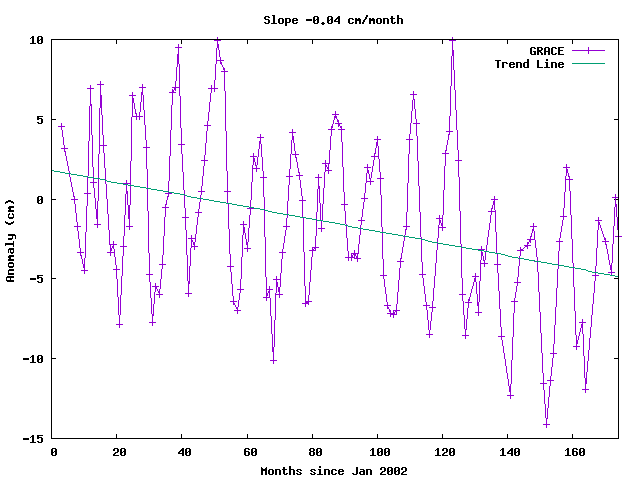 Slope -0.04 cm/month
GRACE
Trend Line
10
5
0
-5
-10
-15
Anomaly (cm)
0 20 40 60 80 100 120 140 160
Months since Jan 2002